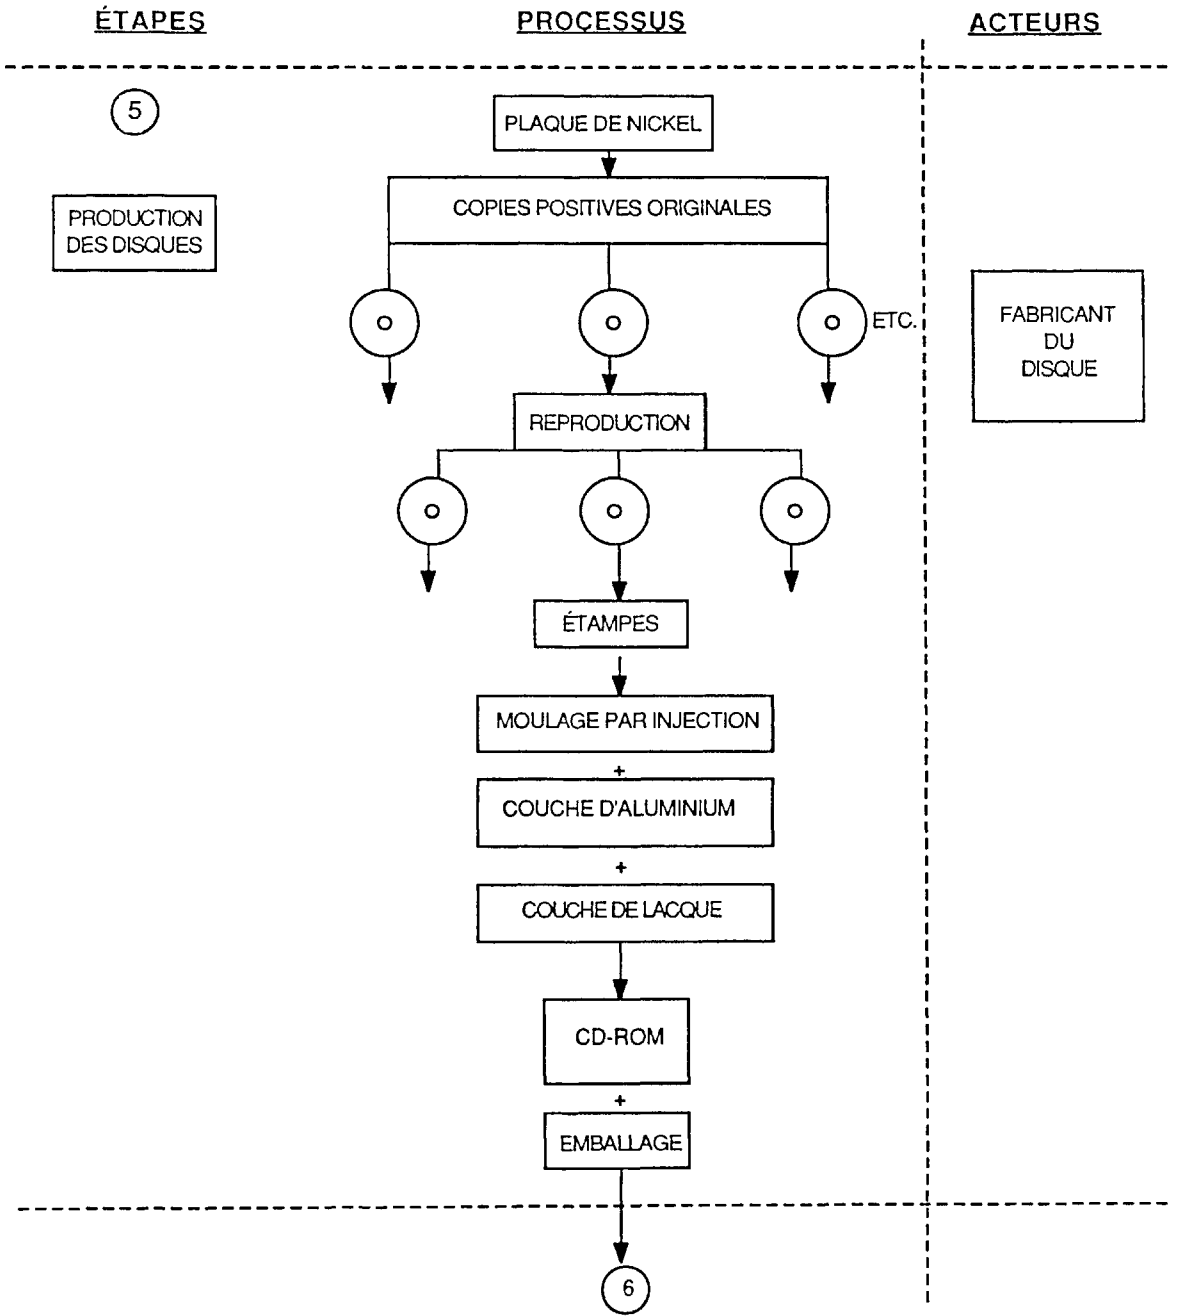 ÉTAPES
PROCESSUS
ACTEURS
5
PLAQUE DE NICKEL
PRODUCTION
DES DISQUES
COPIES POSITIVES ORIGINALES
ETC.
FABRICANT
DU
DISQUE
REPRODUCTION
ÉTAMPES
MOULAGE PAR INJECTION
+
COUCHE D'ALUMINIUM
+
COUCHE DE LACQUE
CD-ROM
+
EMBALLAGE
6